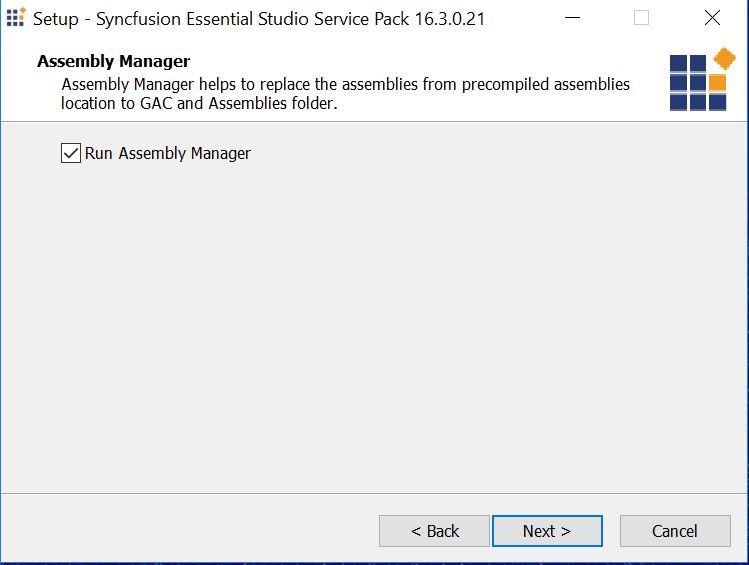 Setup - Syncfusion Essential Studio Service Pack 16.3.0.21
Assembly Manager
Assembly Manager helps to replace the assemblies from precompiled assemblies
location to GAC and Assemblies folder.
Run Assembly Manager
< Back
Next >
Cancel